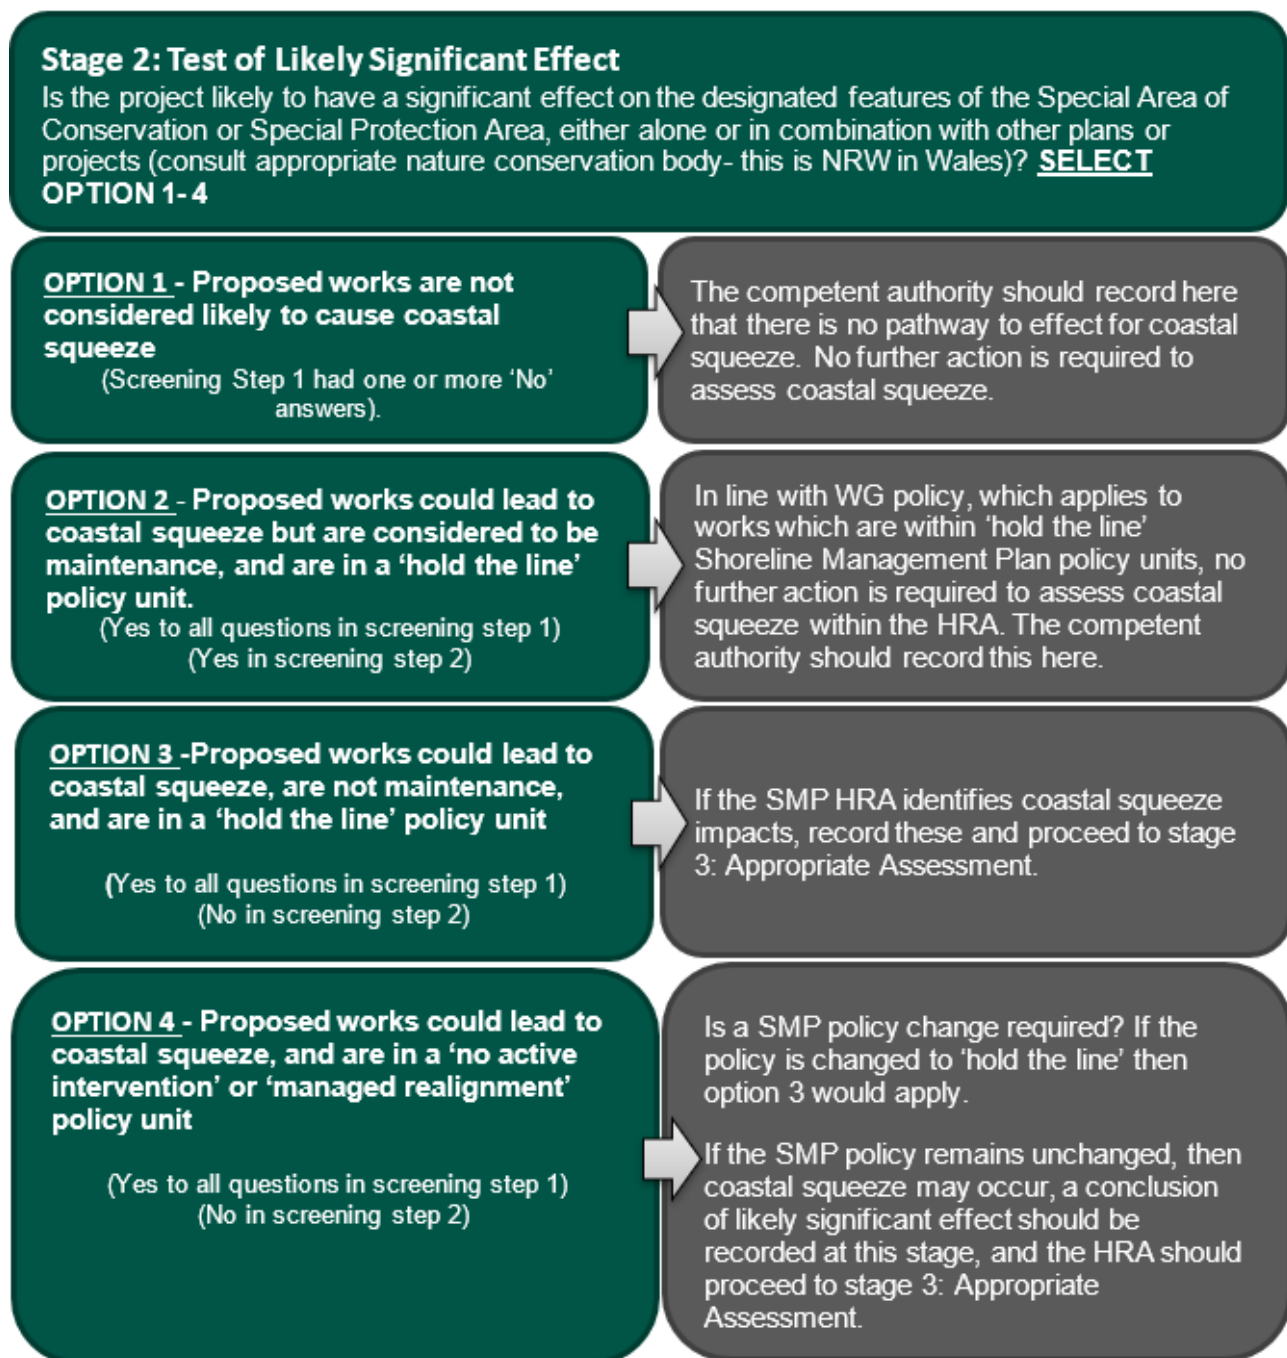 Stage 2: Test of Likely Significant Effect
Is the project likely to have a significant effect on the designated features of the Special Area of
Conservation or Special Protection Area, either alone or in combination with other plans or
projects (consult appropriate nature conservation body- this is NRW in Wales)? SELECT
OPTION 1- 4
OPTION 1 - Proposed works are not
considered likely to cause coastal
squeeze
(Screening Step 1 had one or more ‘No’
answers).
The competent authority should record here
that there is no pathway to effect for coastal
squeeze. No further action is required to
assess coastal squeeze.
OPTION 2 - Proposed works could lead to
coastal squeeze but are considered to be
maintenance, and are in a ‘hold the line’
policy unit.
(Yes to all questions in screening step 1)
(Yes in screening step 2)
In line with WG policy, which applies to
works which are within ‘hold the line’
Shoreline Management Plan policy units, no
further action is required to assess coastal
squeeze within the HRA. The competent
authority should record this here.
OPTION 3 -Proposed works could lead to
coastal squeeze, are not maintenance,
and are in a ‘hold the line’ policy unit
(Yes to all questions in screening step 1)
(No in screening step 2)
If the SMP HRA identifies coastal squeeze
impacts, record these and proceed to stage
3: Appropriate Assessment.
OPTION 4 - Proposed works could lead to
coastal squeeze, and are in a ‘no active
intervention’ or ‘managed realignment’
policy unit
(Yes to all questions in screening step 1)
(No in screening step 2)
Is a SMP policy change required? If the
policy is changed to ‘hold the line’ then
option 3 would apply.
If the SMP policy remains unchanged, then
coastal squeeze may occur, a conclusion
of likely significant effect should be
recorded at this stage, and the HRA should
proceed to stage 3: Appropriate
Assessment.